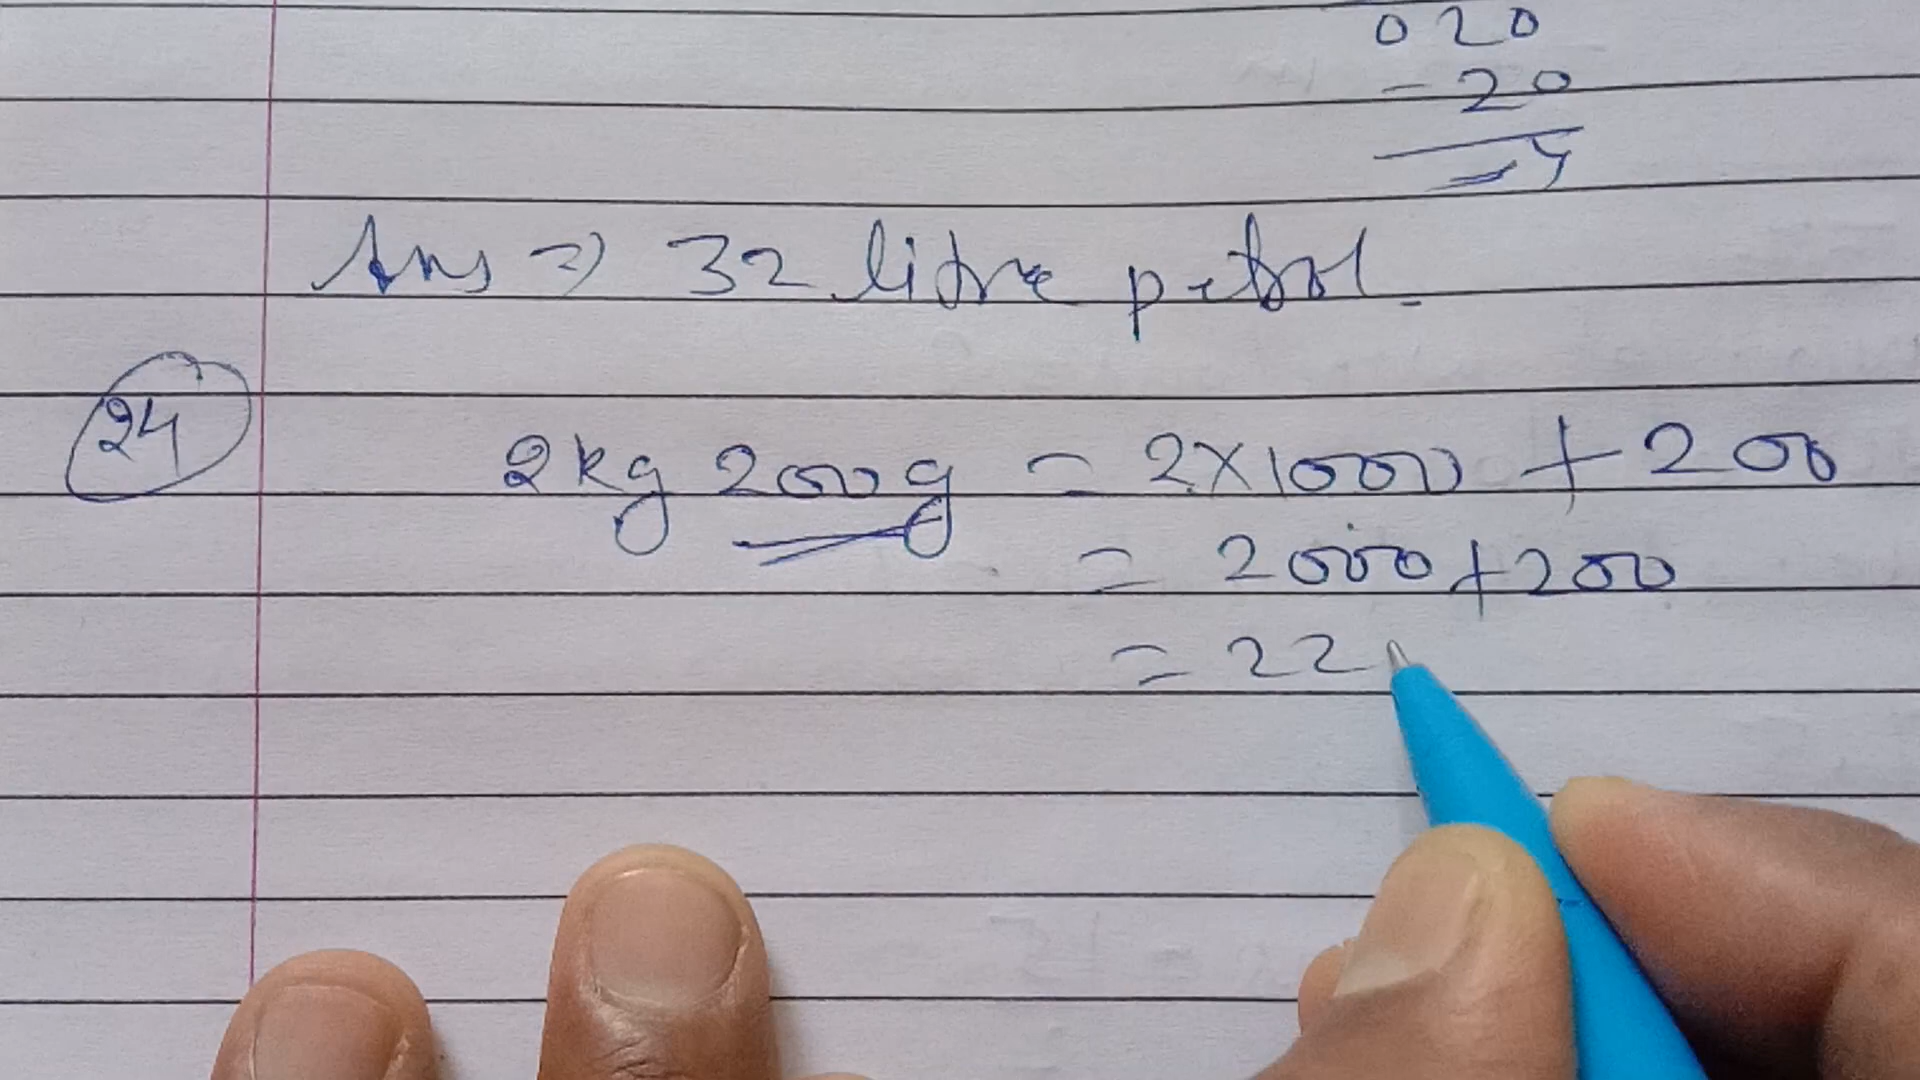 020
- 20
Ans => 32 litre petrol.
24
2kg 200g = 2×1000 + 200
= 2000+200
= 22